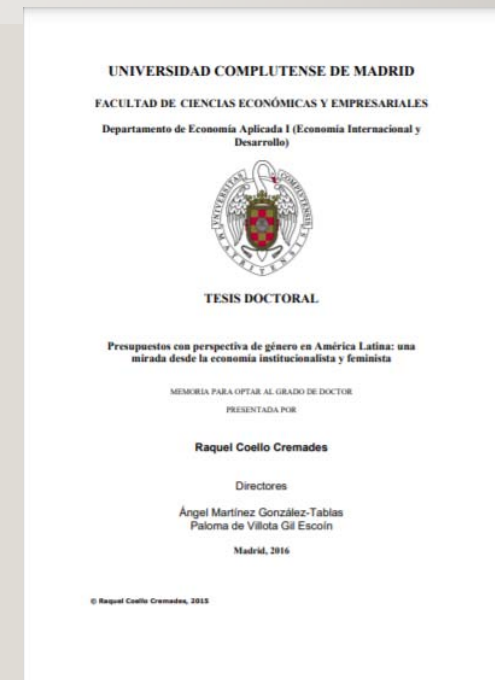 UNIVERSIDAD COMPLUTENSE DE MADRID
FACULTAD DE CIENCIAS ECONÓMICAS Y EMPRESARIALES
Departamento de Economía Aplicada I (Economía Internacional y
Desarrollo)
UNIVERSITAS COMPLUTENSIS
MATRITENSIS
TESIS DOCTORAL
Presupuestos con perspectiva de género en América Latina: una
mirada desde la economía institucionalista y feminista
MEMORIA PARA OPTAR AL GRADO DE DOCTOR
PRESENTADA POR
Raquel Coello Cremades
Directores
Ángel Martínez González-Tablas
Paloma de Villota Gil Escoín
Madrid, 2016
© Raquel Coello Cremades, 2015